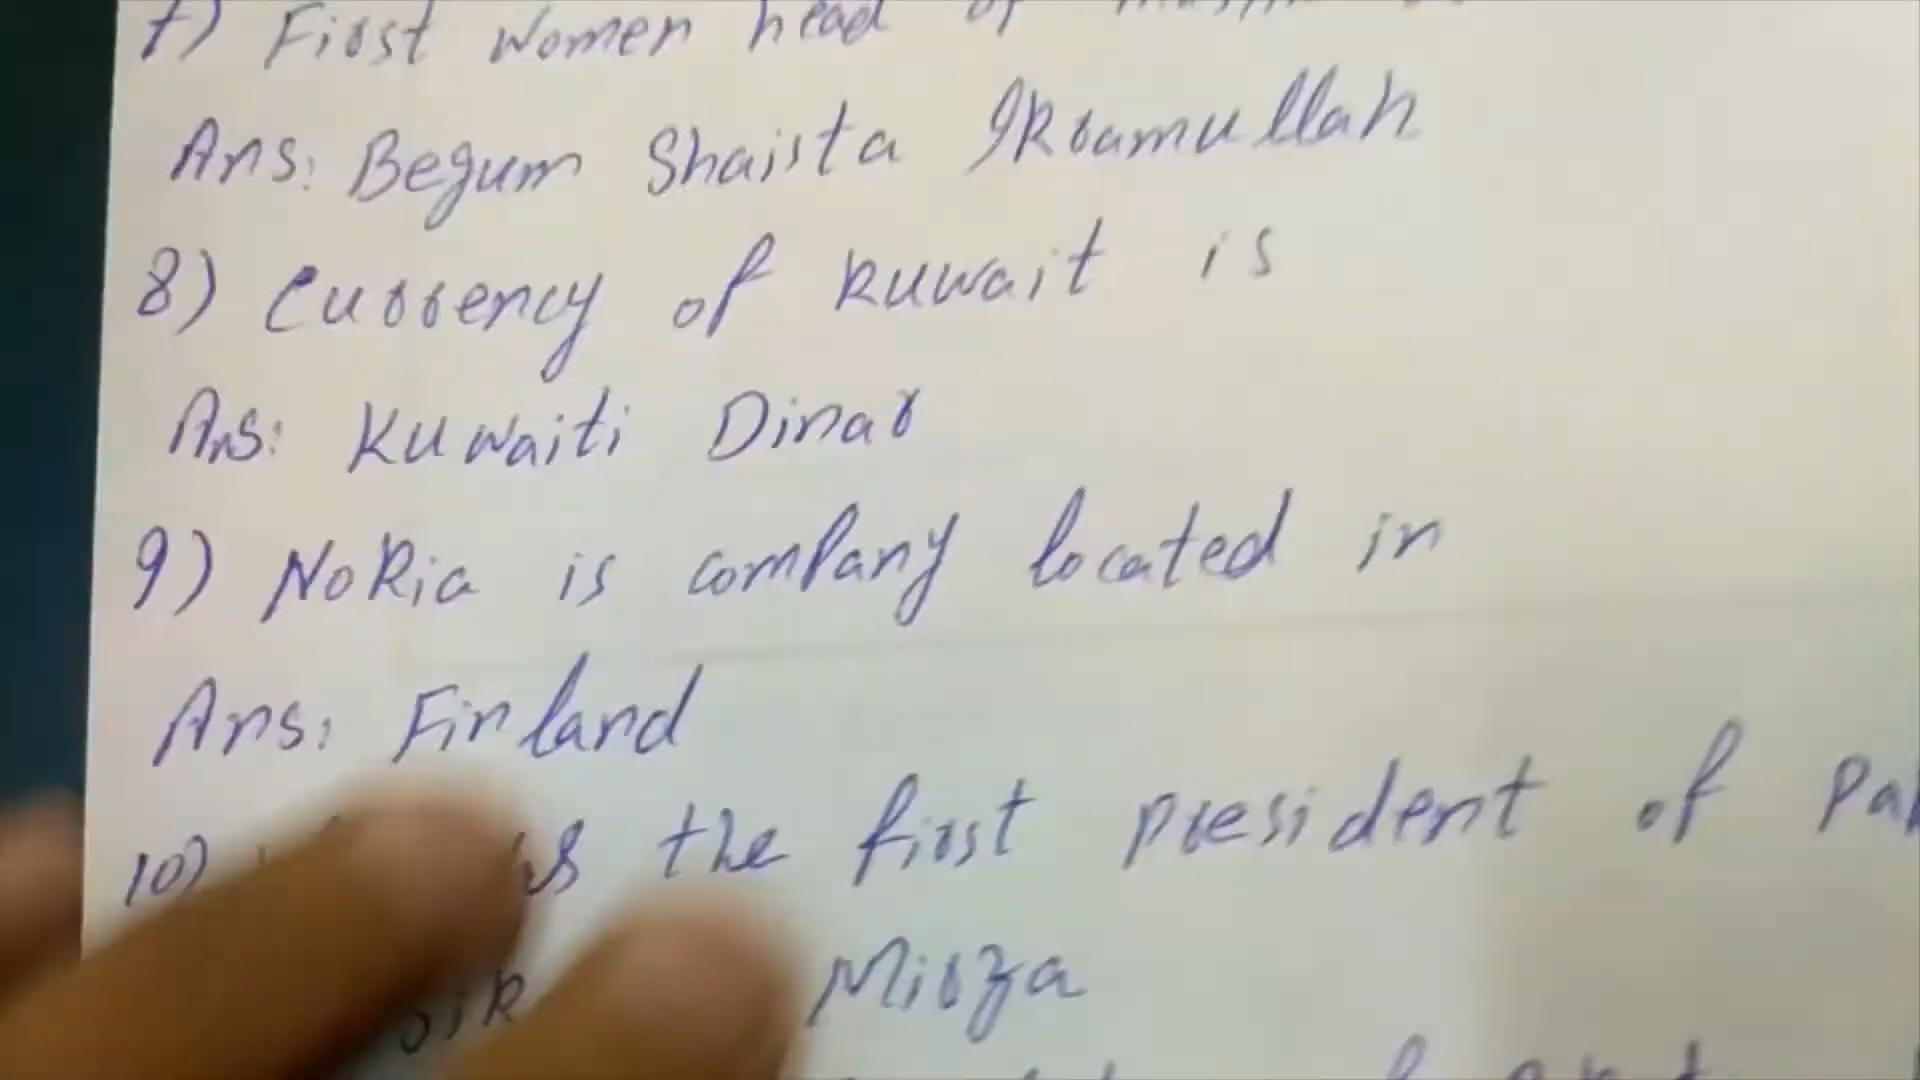 7) First Women head of
Ans: Begum Shaista Ikramullah
8) Currency of Kuwait is
Ans: Kuwaiti Dinar
9) Nokia is company located in
Ans: Finland
10) the first president of
Mirza